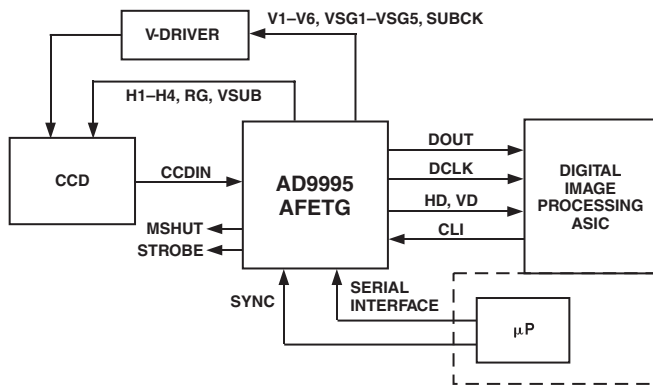 V1–V6, VSG1–VSG5, SUBCK
V-DRIVER
H1–H4, RG, VSUB
CCD
CCDIN
AD9995
AFETG
DOUT
DCLK
HD, VD
CLI
DIGITAL
IMAGE
PROCESSING
ASIC
MSHUT
STROBE
SYNC
SERIAL
INTERFACE
μP